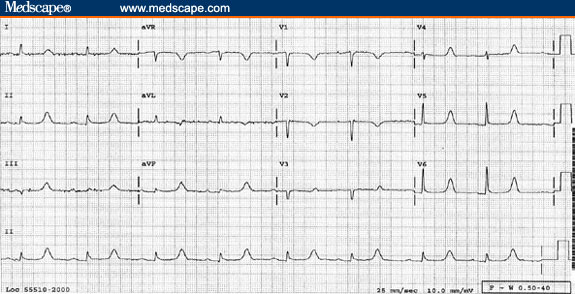 Medscape® www.medscape.com
I aVR V1 V4
II aVL V2 V5
III aVF V3 V6
II
Loc 55510-2000 25 mm/sec 10.0 mm/mV F - W 0.50-40